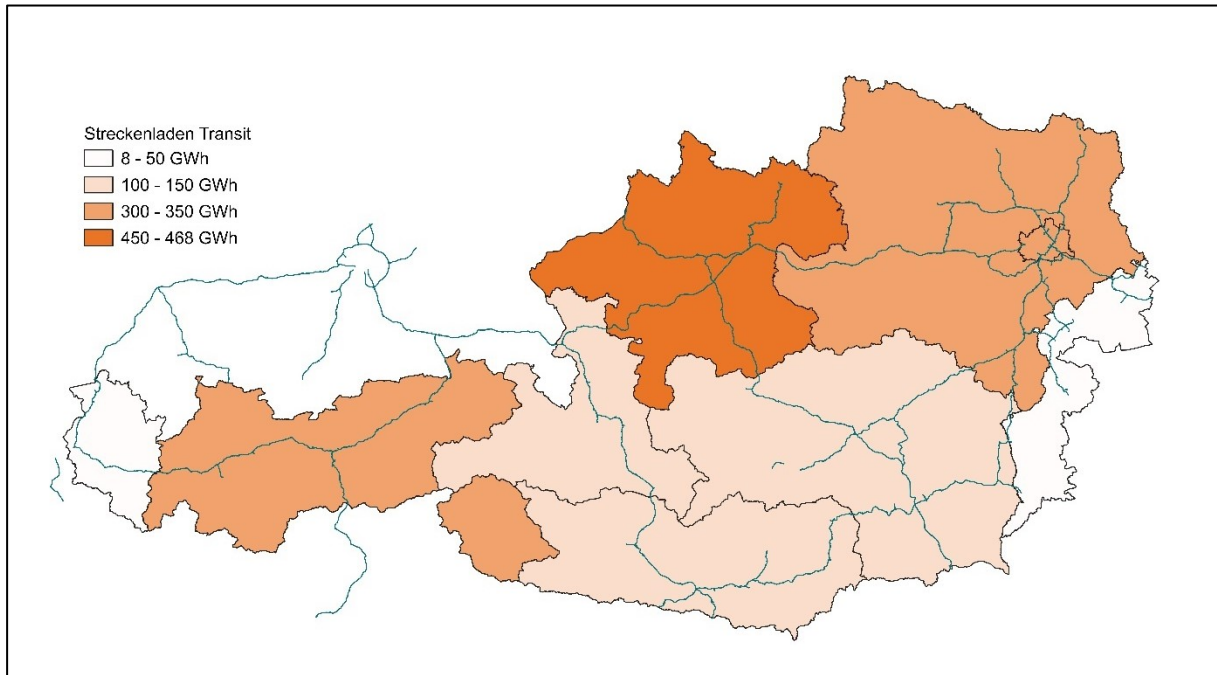 Streckenladen Transit
8 - 50 GWh
100 - 150 GWh
300 - 350 GWh
450 - 468 GWh